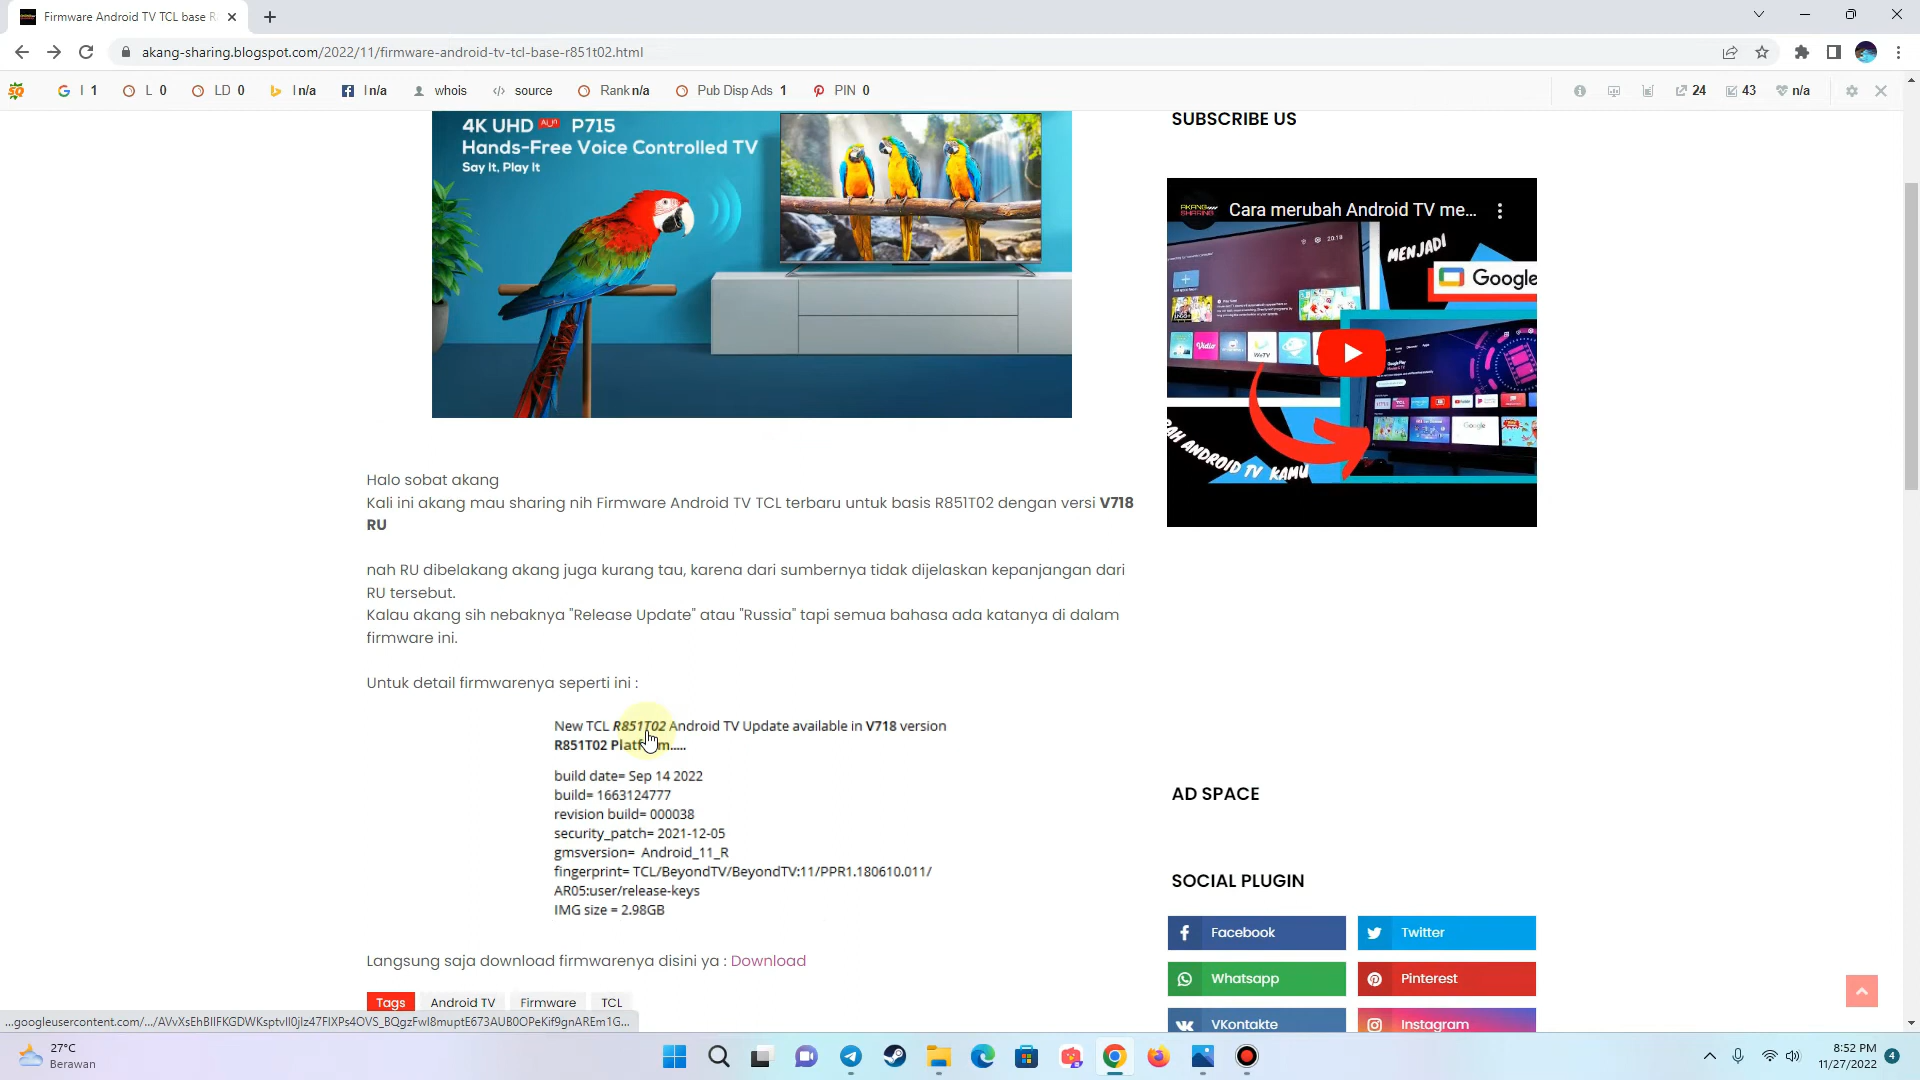 Firmware Android TV TCL base R
akang-sharing.blogspot.com/2022/11/firmware-android-tv-tcl-base-r851t02.html
I 1
L 0
LD 0
I n/a
I n/a
whois
source
Rank n/a
Pub Disp Ads 1
PIN 0
24
43
n/a
4K UHD P715
Hands-Free Voice Controlled TV
Say It, Play It
SUBSCRIBE US
AKANG
SHARING
Cara merubah Android TV me...
MENJADI
Google
ANDROID TV KAMU
Halo sobat akang
Kali ini akang mau sharing nih Firmware Android TV TCL terbaru untuk basis R851T02 dengan versi V718
RU
nah RU dibelakang akang juga kurang tau, karena dari sumbernya tidak dijelaskan kepanjangan dari
RU tersebut.
Kalau akang sih nebaknya "Release Update" atau "Russia" tapi semua bahasa ada katanya di dalam
firmware ini.
Untuk detail firmwarenya seperti ini :
New TCL R851T02 Android TV Update available in V718 version
R851T02 Platform.....
build date= Sep 14 2022
build= 1663124777
revision build= 000038
security_patch= 2021-12-05
gmsversion= Android_11_R
fingerprint= TCL/BeyondTV/BeyondTV:11/PPR1.180610.011/
AR05:user/release-keys
IMG size = 2.98GB
Langsung saja download firmwarenya disini ya : Download
Tags
Android TV
Firmware
TCL
AD SPACE
SOCIAL PLUGIN
Facebook
Twitter
Whatsapp
Pinterest
VKontakte
Instagram
27°C
Berawan
8:52 PM
11/27/2022
4